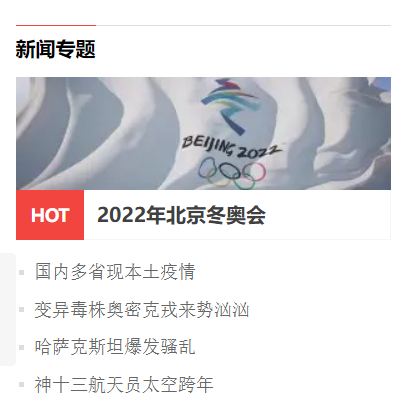 新闻专题
BEIJING 2022
HOT 2022年北京冬奥会
国内多省现本土疫情
变异毒株奥密克戎来势汹汹
哈萨克斯坦爆发骚乱
神十三航天员太空跨年